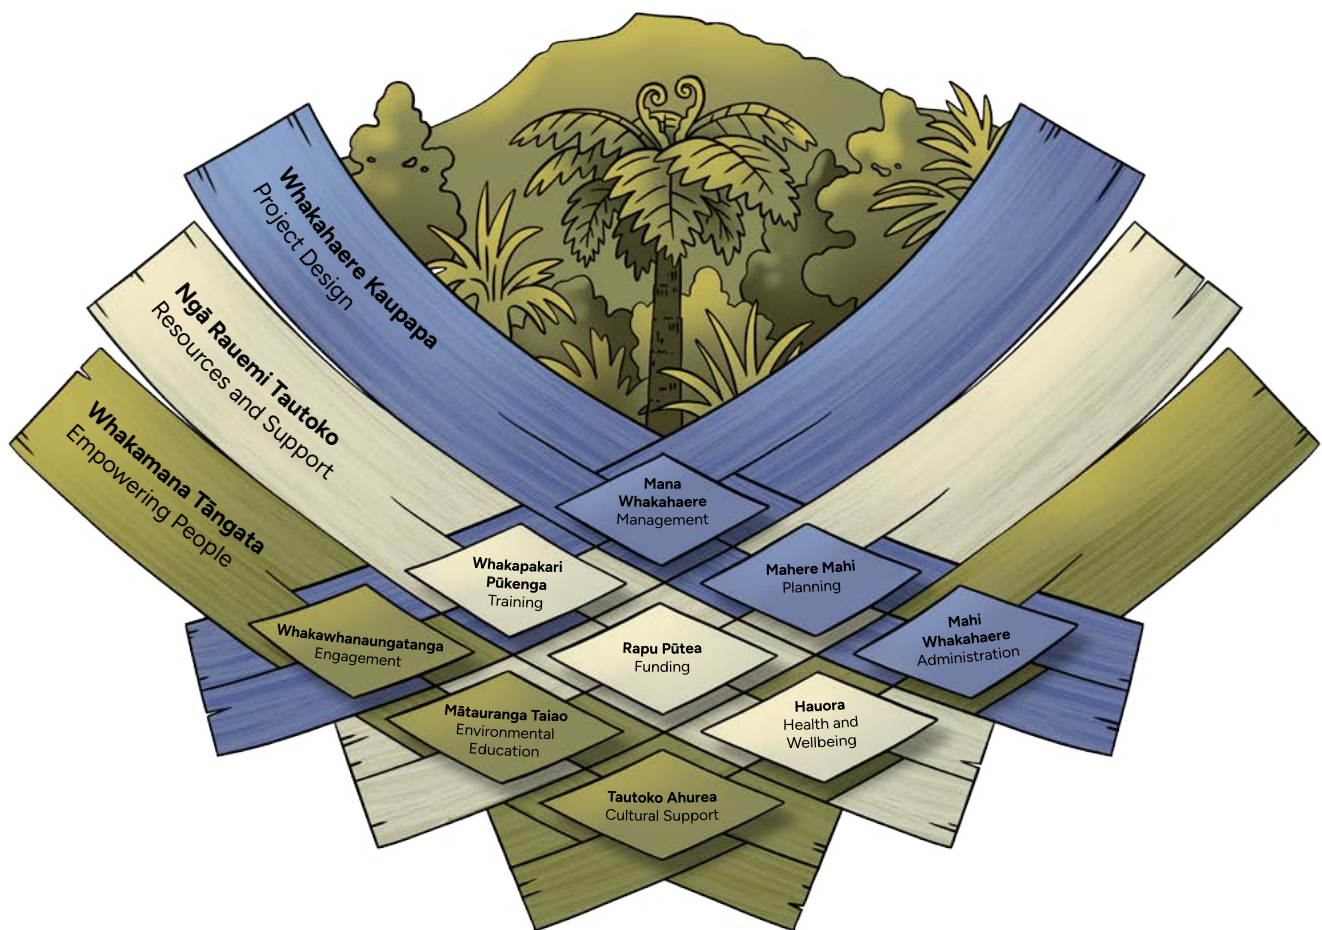 Whakahaere Kaupapa
Project Design
Ngā Rauemi Tautoko
Resources and Support
Whakamana Tāngata
Empowering People
Mana
Whakahaere
Management
Whakapakari
Pūkenga
Training
Mahere Mahi
Planning
Whakawhanaungatanga
Engagement
Rapu Pūtea
Funding
Mahi
Whakahaere
Administration
Mātauranga Taiao
Environmental
Education
Hauora
Health and
Wellbeing
Tautoko Ahurea
Cultural Support